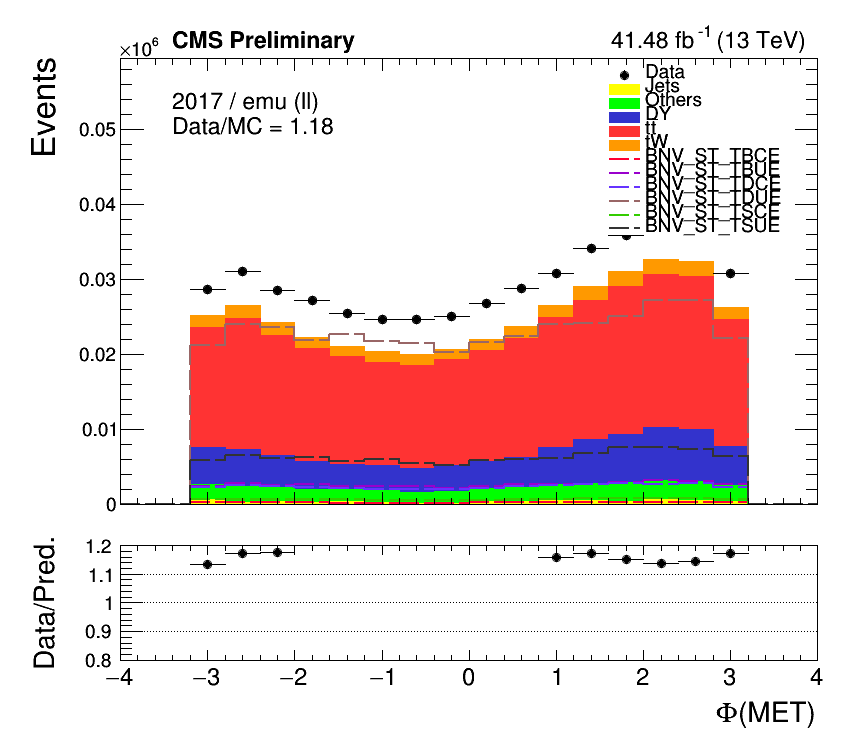 ×10⁶ CMS Preliminary 41.48 fb⁻¹ (13 TeV)
Events
2017 / emu (ll)
Data/MC = 1.18
Data
Jets
Others
DY
tt
tW
BNV_ST_TBCE
BNV_ST_TBUE
BNV_ST_TDCE
BNV_ST_TDUE
BNV_ST_TSCE
BNV_ST_TSUE
0.05
0.04
0.03
0.02
0.01
0
Data/Pred.
1.2
1.1
1
0.9
0.8
−4 −3 −2 −1 0 1 2 3 4
Φ(MET)